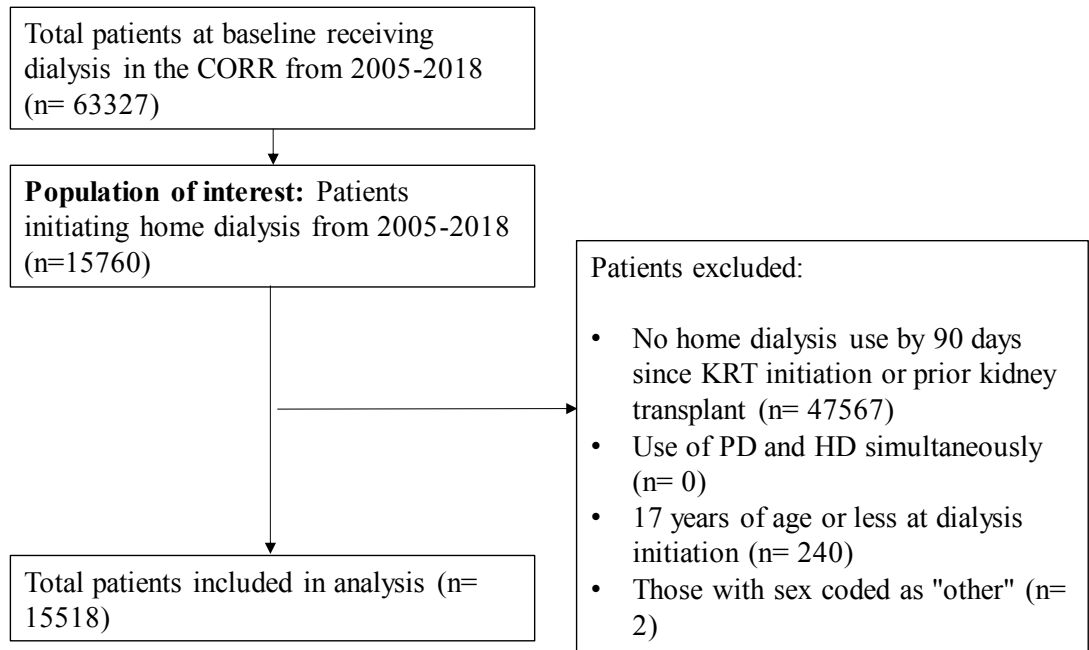 Total patients at baseline receiving
dialysis in the CORR from 2005-2018
(n= 63327)
Population of interest: Patients
initiating home dialysis from 2005-2018
(n=15760)
Patients excluded:
• No home dialysis use by 90 days
since KRT initiation or prior kidney
transplant (n= 47567)
• Use of PD and HD simultaneously
(n= 0)
• 17 years of age or less at dialysis
initiation (n= 240)
• Those with sex coded as "other" (n=
2)
Total patients included in analysis (n=
15518)